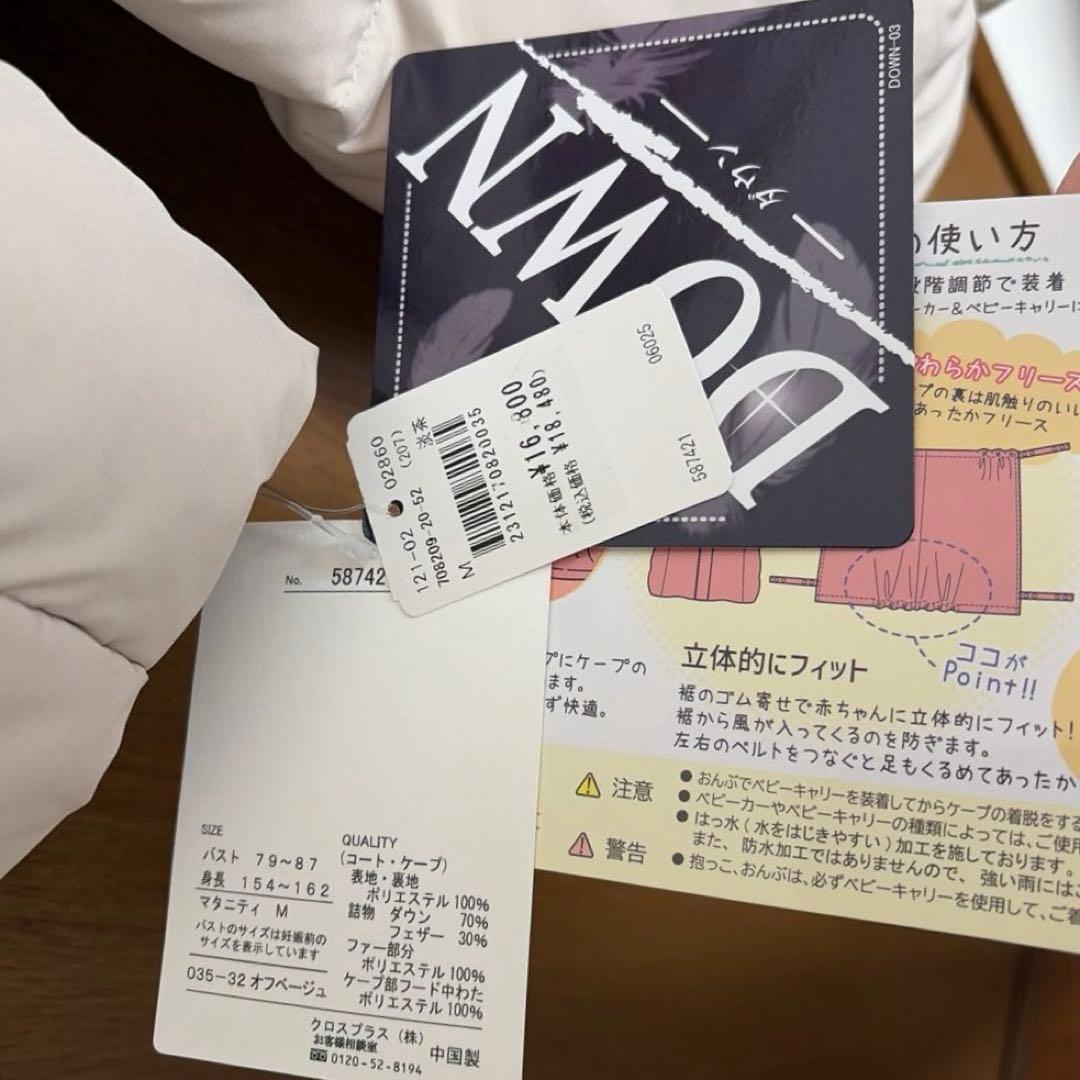 DOWN-03
DOWN
ダウン
06025
587421
本体価格¥16,800
(税込価格 ¥18,480)
2312170820035
淡茶
M
708209-20-52 (207)
121-02 02860
No. 58742
SIZE
バスト 79~87
身長 154~162
マタニティ M
バストのサイズは妊娠前の
サイズを表示しています
035-32 オフベージュ
QUALITY
(コート・ケープ)
表地・裏地
ポリエステル 100%
詰物 ダウン 70%
フェザー 30%
ファー部分
ポリエステル 100%
ケープ部フード中わた
ポリエステル 100%
クロスプラス (株)
お客様相談室
0120-52-8194
中国製
の使い方
段階調節で装着
ーカー&ベビーキャリーに
わらかフリース
プの裏は肌触りのいい
あったかフリース
ココが
Point!!
プにケープの
ます。
ず快適。
立体的にフィット
裾のゴム寄せで赤ちゃんに立体的にフィット!
裾から風が入ってくるのを防ぎます。
左右のベルトをつなぐと足もくるめてあったか
注意
●おんぶでベビーキャリーを装着してからケープの着脱をする
●ベビーカーやベビーキャリーの種類によっては、ご使用
●はっ水(水をはじきやすい)加工を施しております。
また、防水加工ではありませんので、強い雨には
警告
●抱っこ、おんぶは、必ずベビーキャリーを使用して、ご着